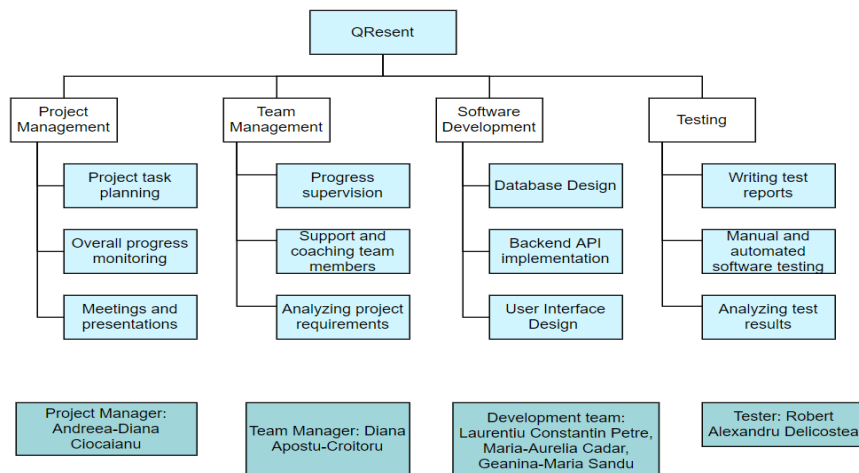 QResent
Project
Management
Team
Management
Software
Development
Testing
Project task
planning
Progress
supervision
Database Design
Writing test
reports
Overall progress
monitoring
Support and
coaching team
members
Backend API
implementation
Manual and
automated
software testing
Meetings and
presentations
Analyzing project
requirements
User Interface
Design
Analyzing test
results
Project Manager:
Andreea-Diana
Ciocaianu
Team Manager: Diana
Apostu-Croitoru
Development team:
Laurentiu Constantin Petre,
Maria-Aurelia Cadar,
Geanina-Maria Sandu
Tester: Robert
Alexandru Delicostea